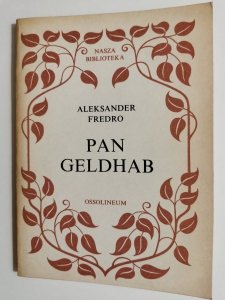 NASZA
BIBLIOTEKA
ALEKSANDER
FREDRO
PAN
GELDHAB
OSSOLINEUM